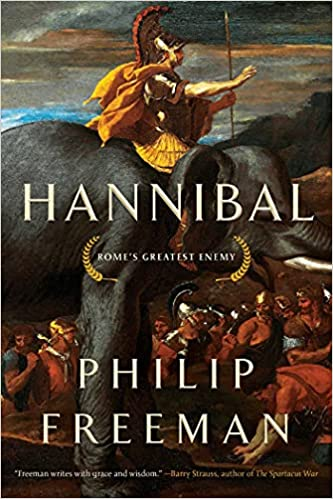 HANNIBAL
ROME'S GREATEST ENEMY
PHILIP
FREEMAN
"Freeman writes with grace and wisdom." —Barry Strauss, author of The Spartacus War